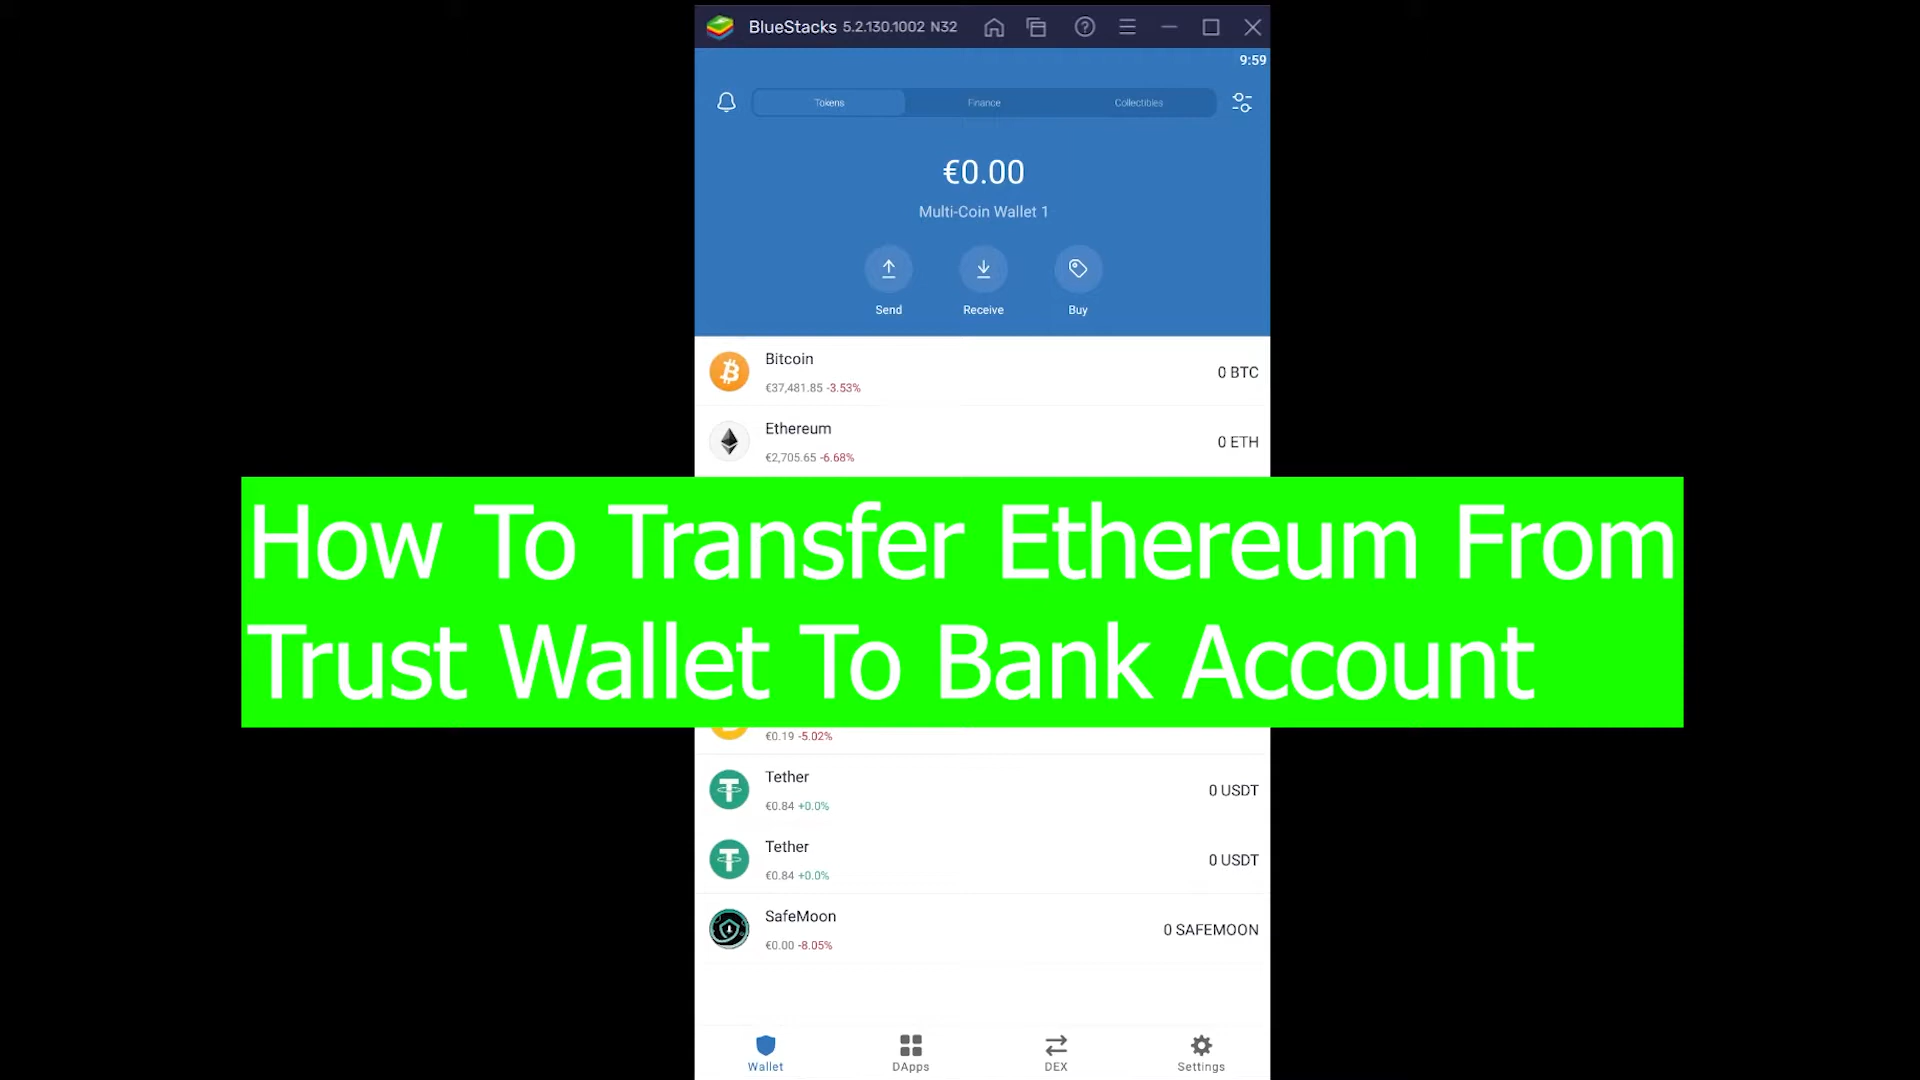 BlueStacks 5.2.130.1002 N32
9:59
Tokens Finance Collectibles
€0.00
Multi-Coin Wallet 1
Send Receive Buy
Bitcoin
0 BTC
€37,481.85 -3.53%
Ethereum
0 ETH
€2,705.65 -6.68%
How To Transfer Ethereum From
Trust Wallet To Bank Account
€0.19 -5.02%
Tether
0 USDT
€0.84 +0.0%
Tether
0 USDT
€0.84 +0.0%
SafeMoon
0 SAFEMOON
€0.00 -8.05%
Wallet DApps DEX Settings